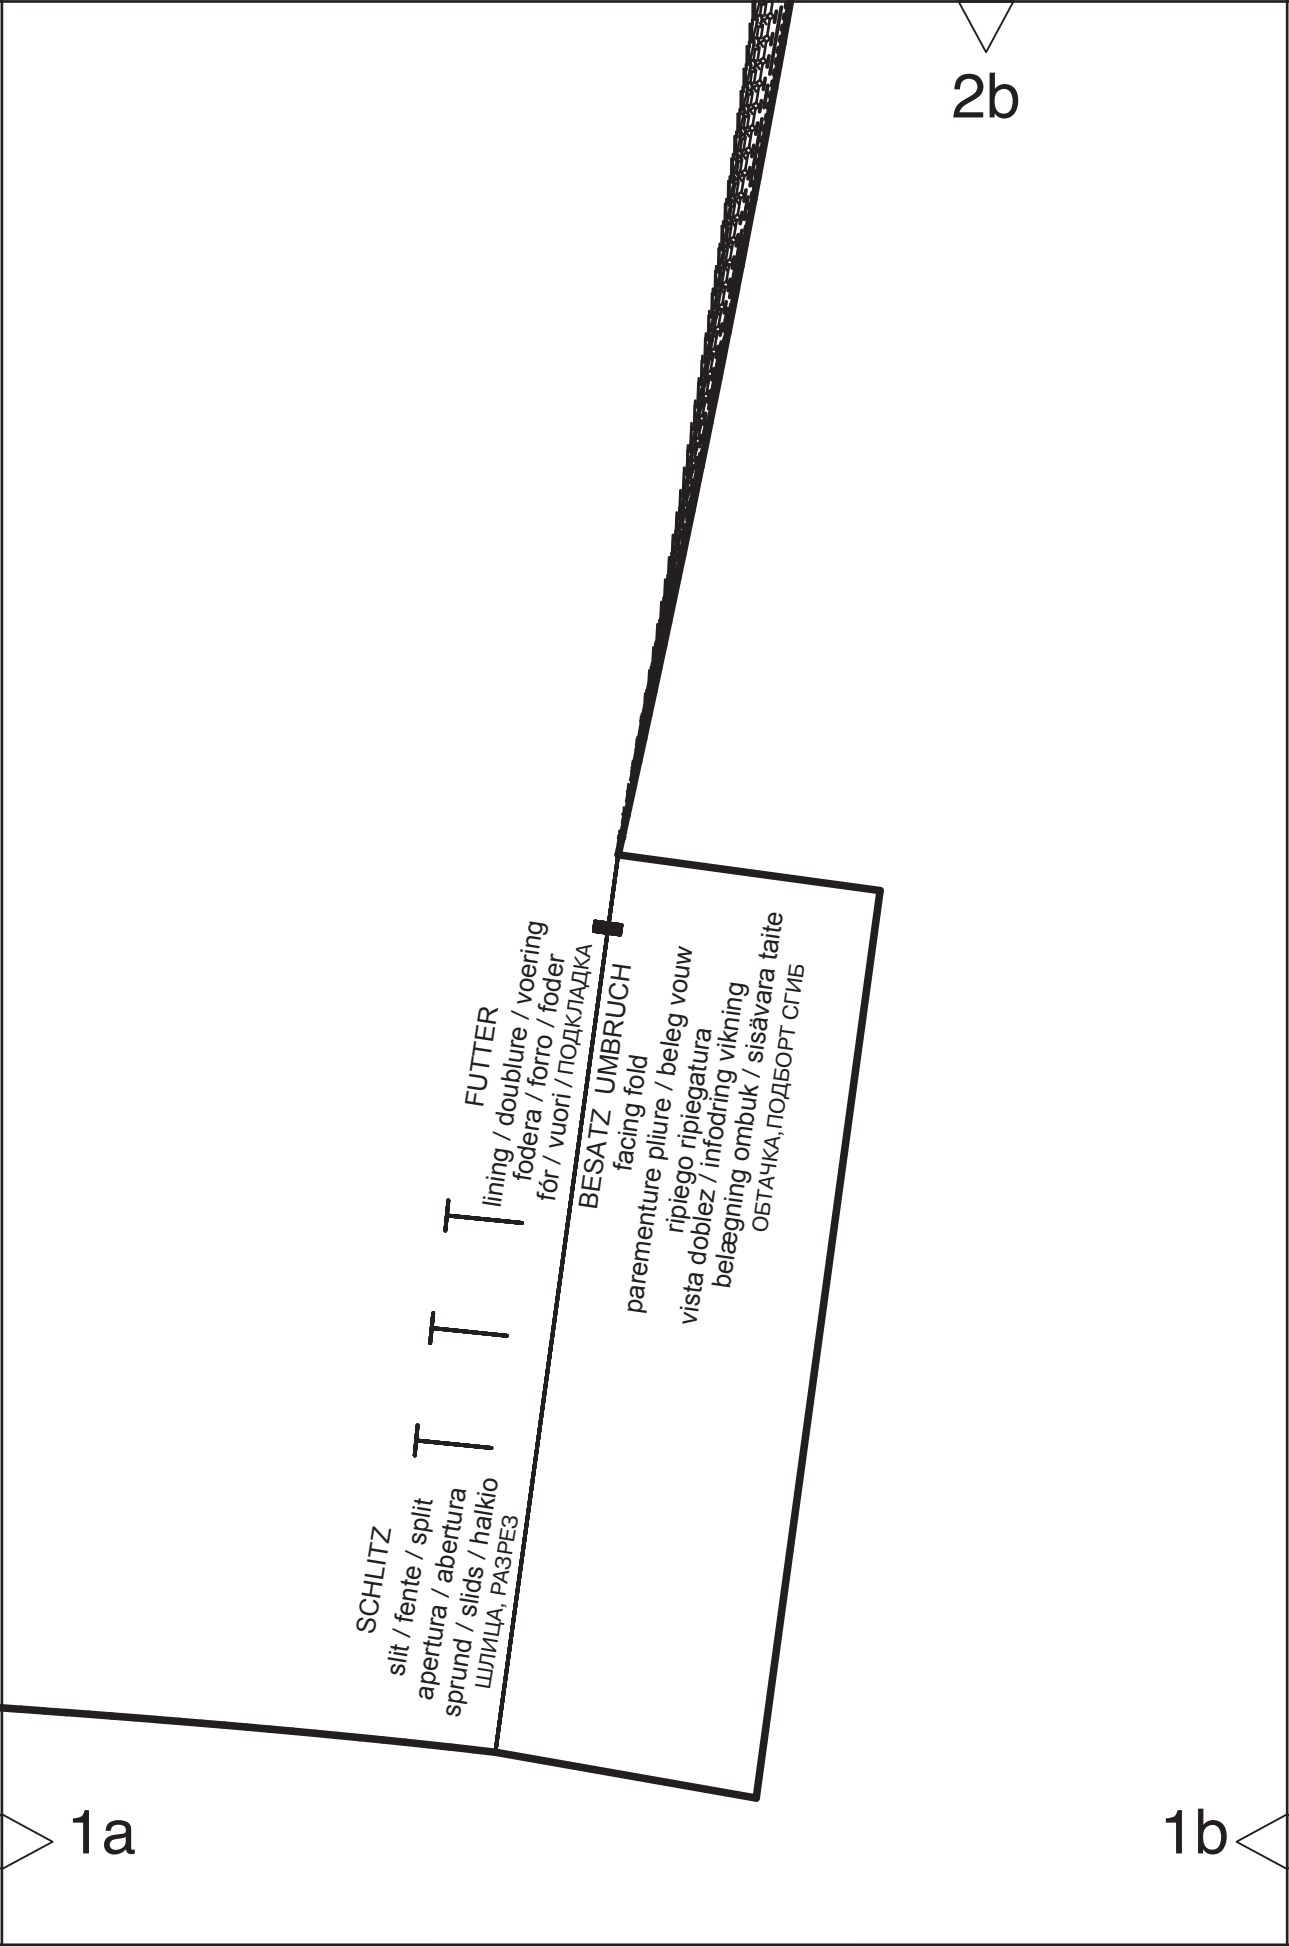 2b
FUTTER
lining / doublure / voering
fodera / forro / foder
fór / vuori / ПОДКЛАДКА
BESATZ UMBRUCH
facing fold
parementure pliure / beleg vouw
ripiego ripiegatura
vista doblez / infodring vikning
belægning ombuk / sisävara taite
ОБТАЧКА,ПОДБОРТ СГИБ
SCHLITZ
slit / fente / split
apertura / abertura
sprund / slids / halkio
ШЛИЦА, РАЗРЕЗ
1a
1b